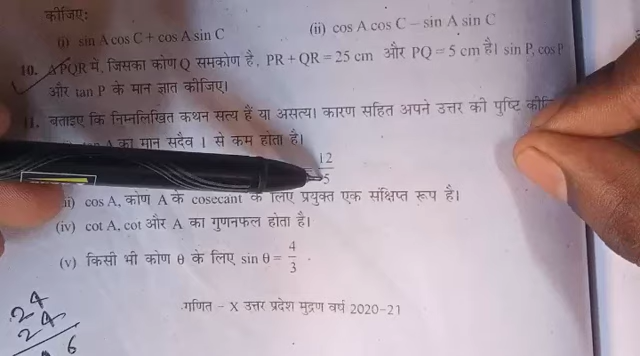 कीजिए:
(i) sin A cos C + cos A sin C (ii) cos A cos C – sin A sin C
10. ΔPQR में, जिसका कोण Q समकोण है, PR + QR = 25 cm और PQ = 5 cm है। sin P, cos P
और tan P के मान ज्ञात कीजिए।
11. बताइए कि निम्नलिखित कथन सत्य हैं या असत्य। कारण सहित अपने उत्तर की पुष्टि
का मान सदैव 1 से कम होता है।
12/5
cos A, कोण A के cosecant के लिए प्रयुक्त एक संक्षिप्त रूप है।
(iv) cot A, cot और A का गुणनफल होता है।
(v) किसी भी कोण θ के लिए sin θ = 4/3 .
गणित – X उत्तर प्रदेश मुद्रण वर्ष 2020-21
24
24
6